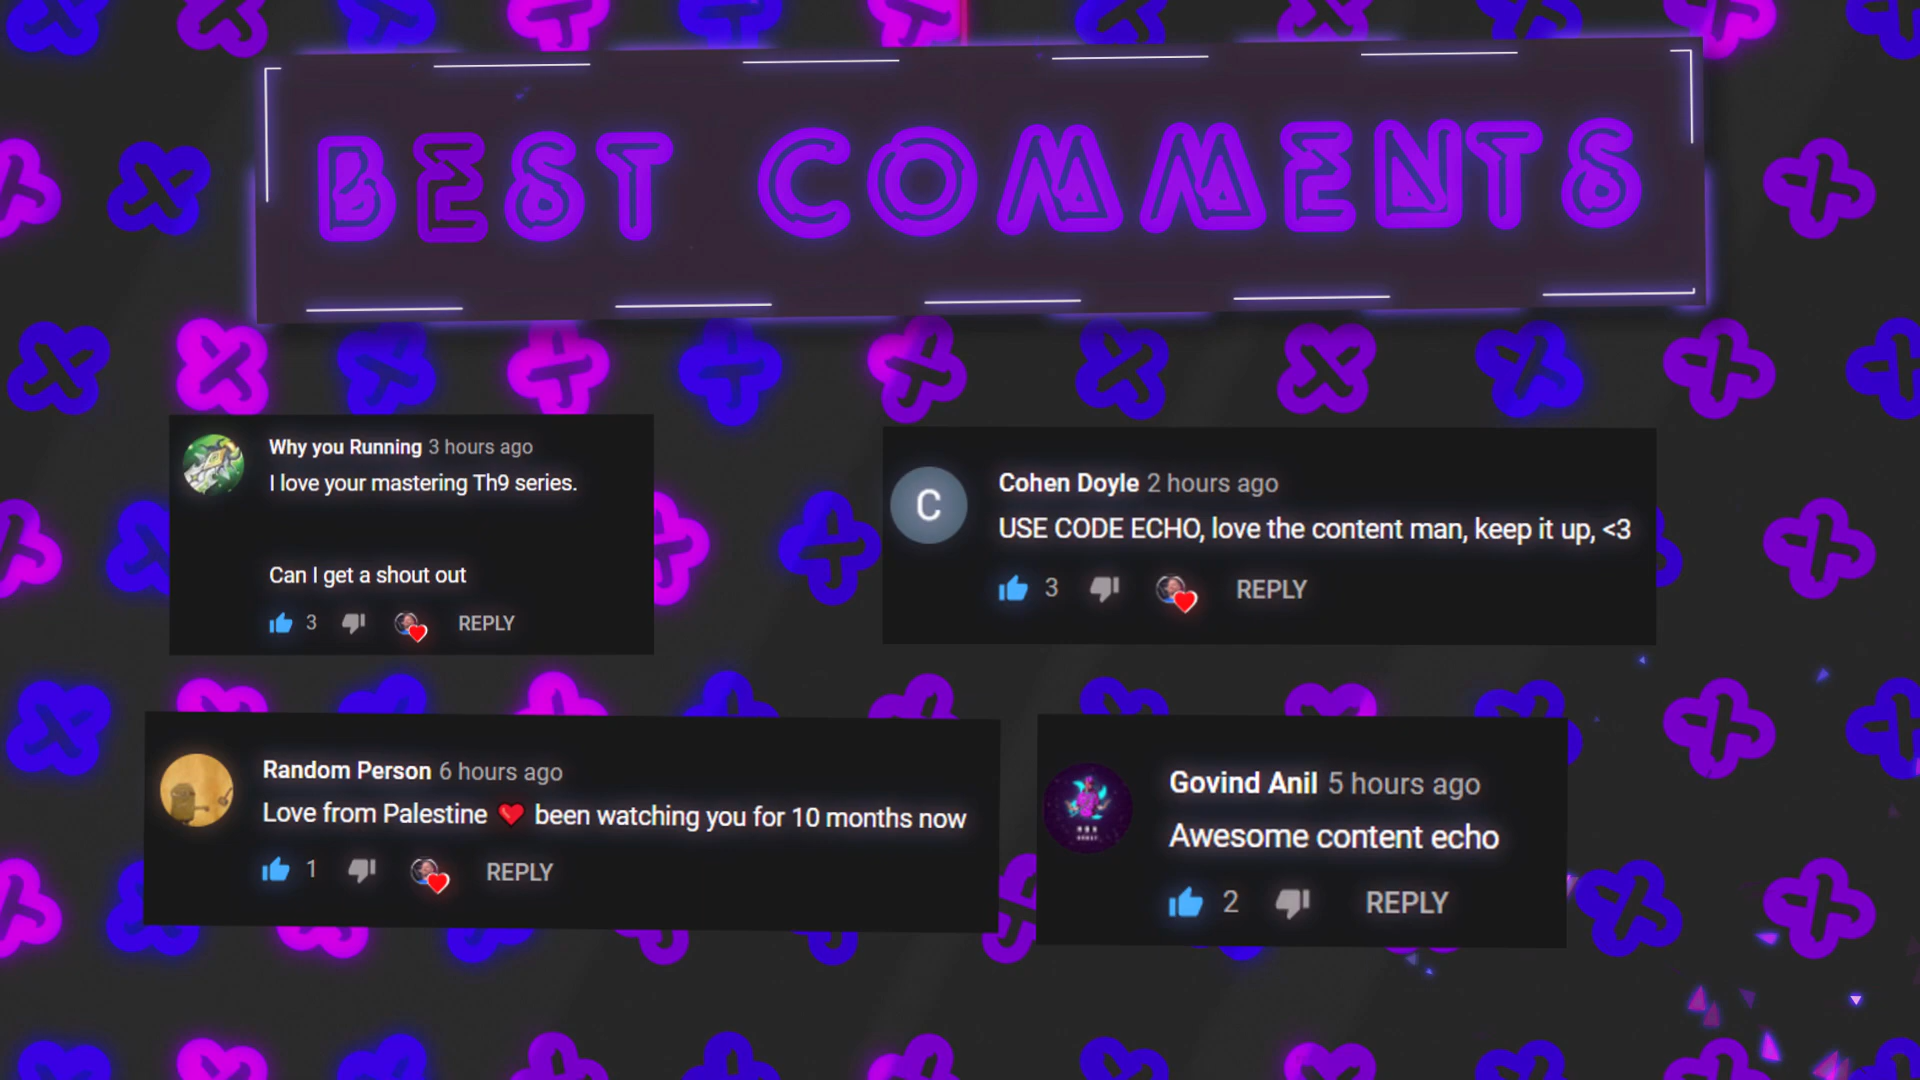 BEST COMMENTS
Why you Running 3 hours ago
I love your mastering Th9 series.
Can I get a shout out
3 REPLY
C
Cohen Doyle 2 hours ago
USE CODE ECHO, love the content man, keep it up, <3
3 REPLY
Random Person 6 hours ago
Love from Palestine ❤️ been watching you for 10 months now
1 REPLY
Govind Anil 5 hours ago
Awesome content echo
2 REPLY